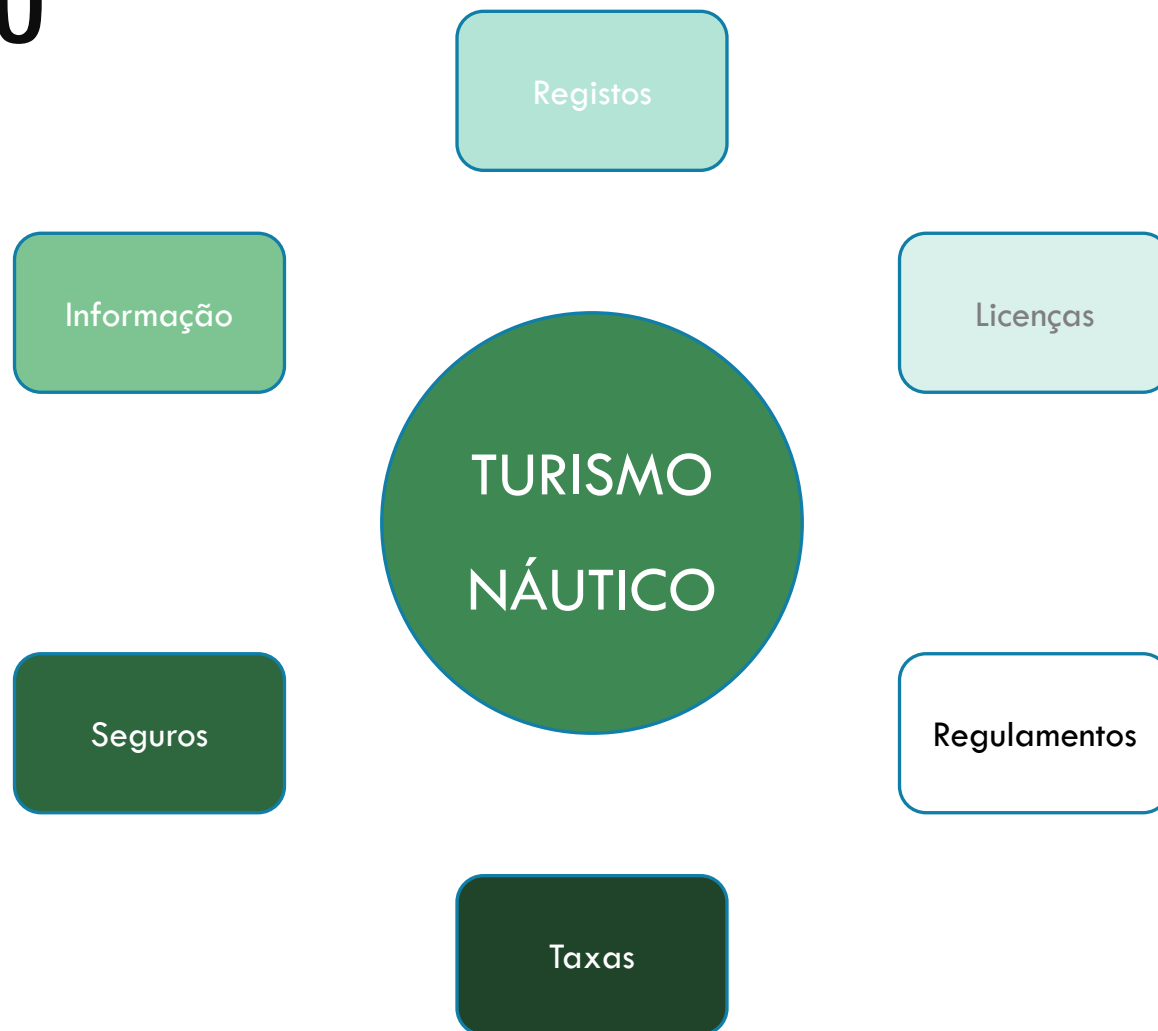 Registos
Informação
Licenças
TURISMO
NÁUTICO
Seguros
Regulamentos
Taxas